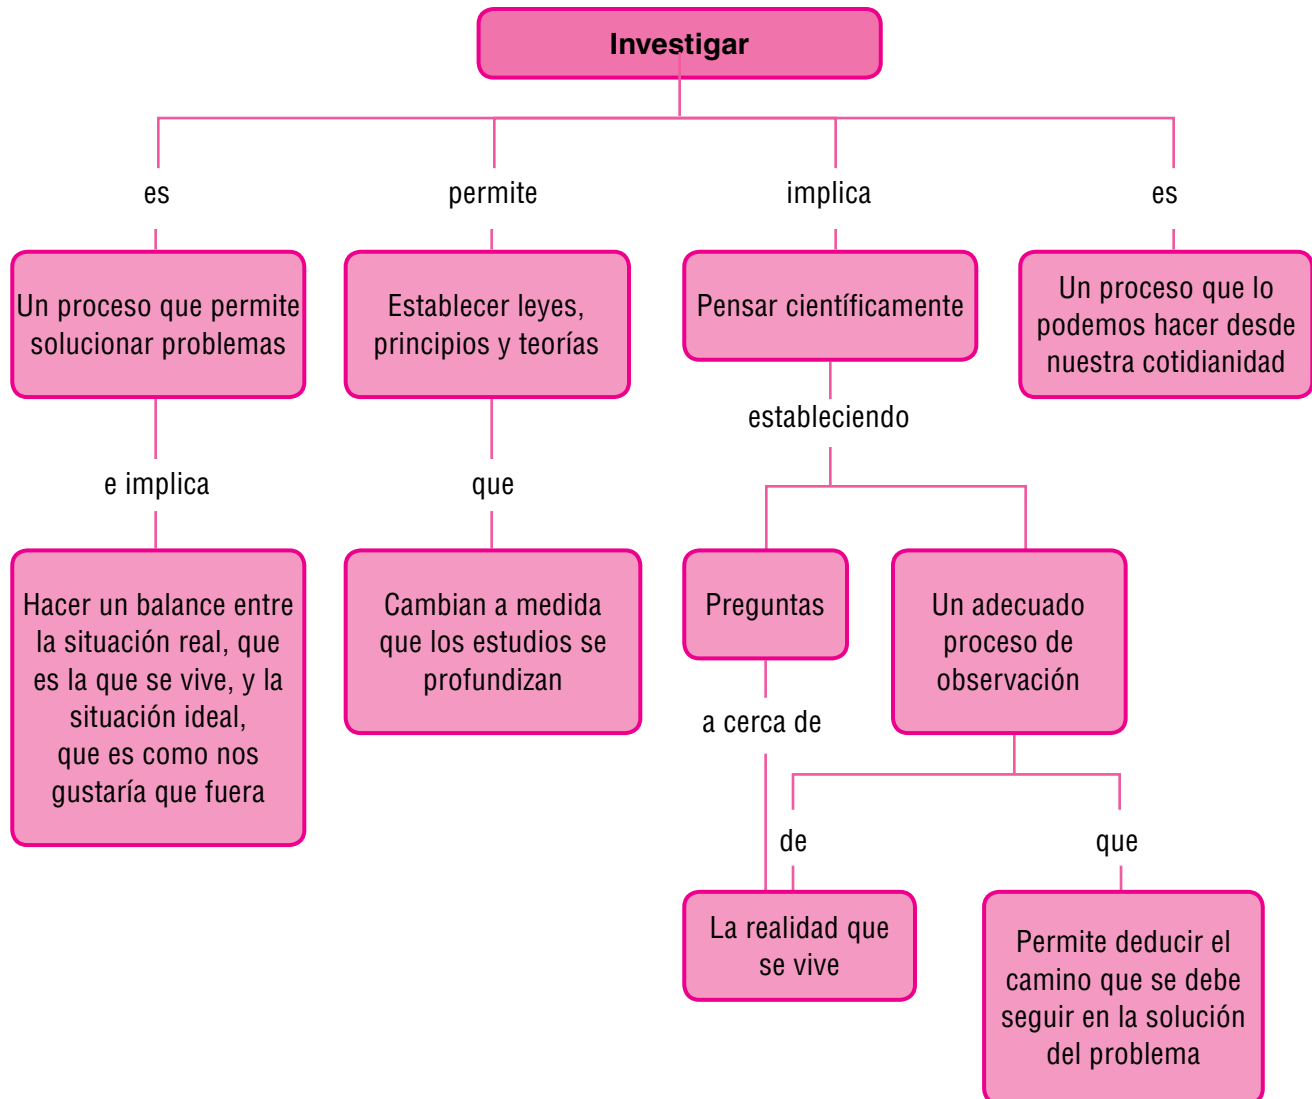 Investigar
es
permite
implica
es
Un proceso que permite
solucionar problemas
Establecer leyes,
principios y teorías
Pensar científicamente
Un proceso que lo
podemos hacer desde
nuestra cotidianidad
estableciendo
e implica
que
Hacer un balance entre
la situación real, que
es la que se vive, y la
situación ideal,
que es como nos
gustaría que fuera
Cambian a medida
que los estudios se
profundizan
Preguntas
Un adecuado
proceso de
observación
a cerca de
de
que
La realidad que
se vive
Permite deducir el
camino que se debe
seguir en la solución
del problema